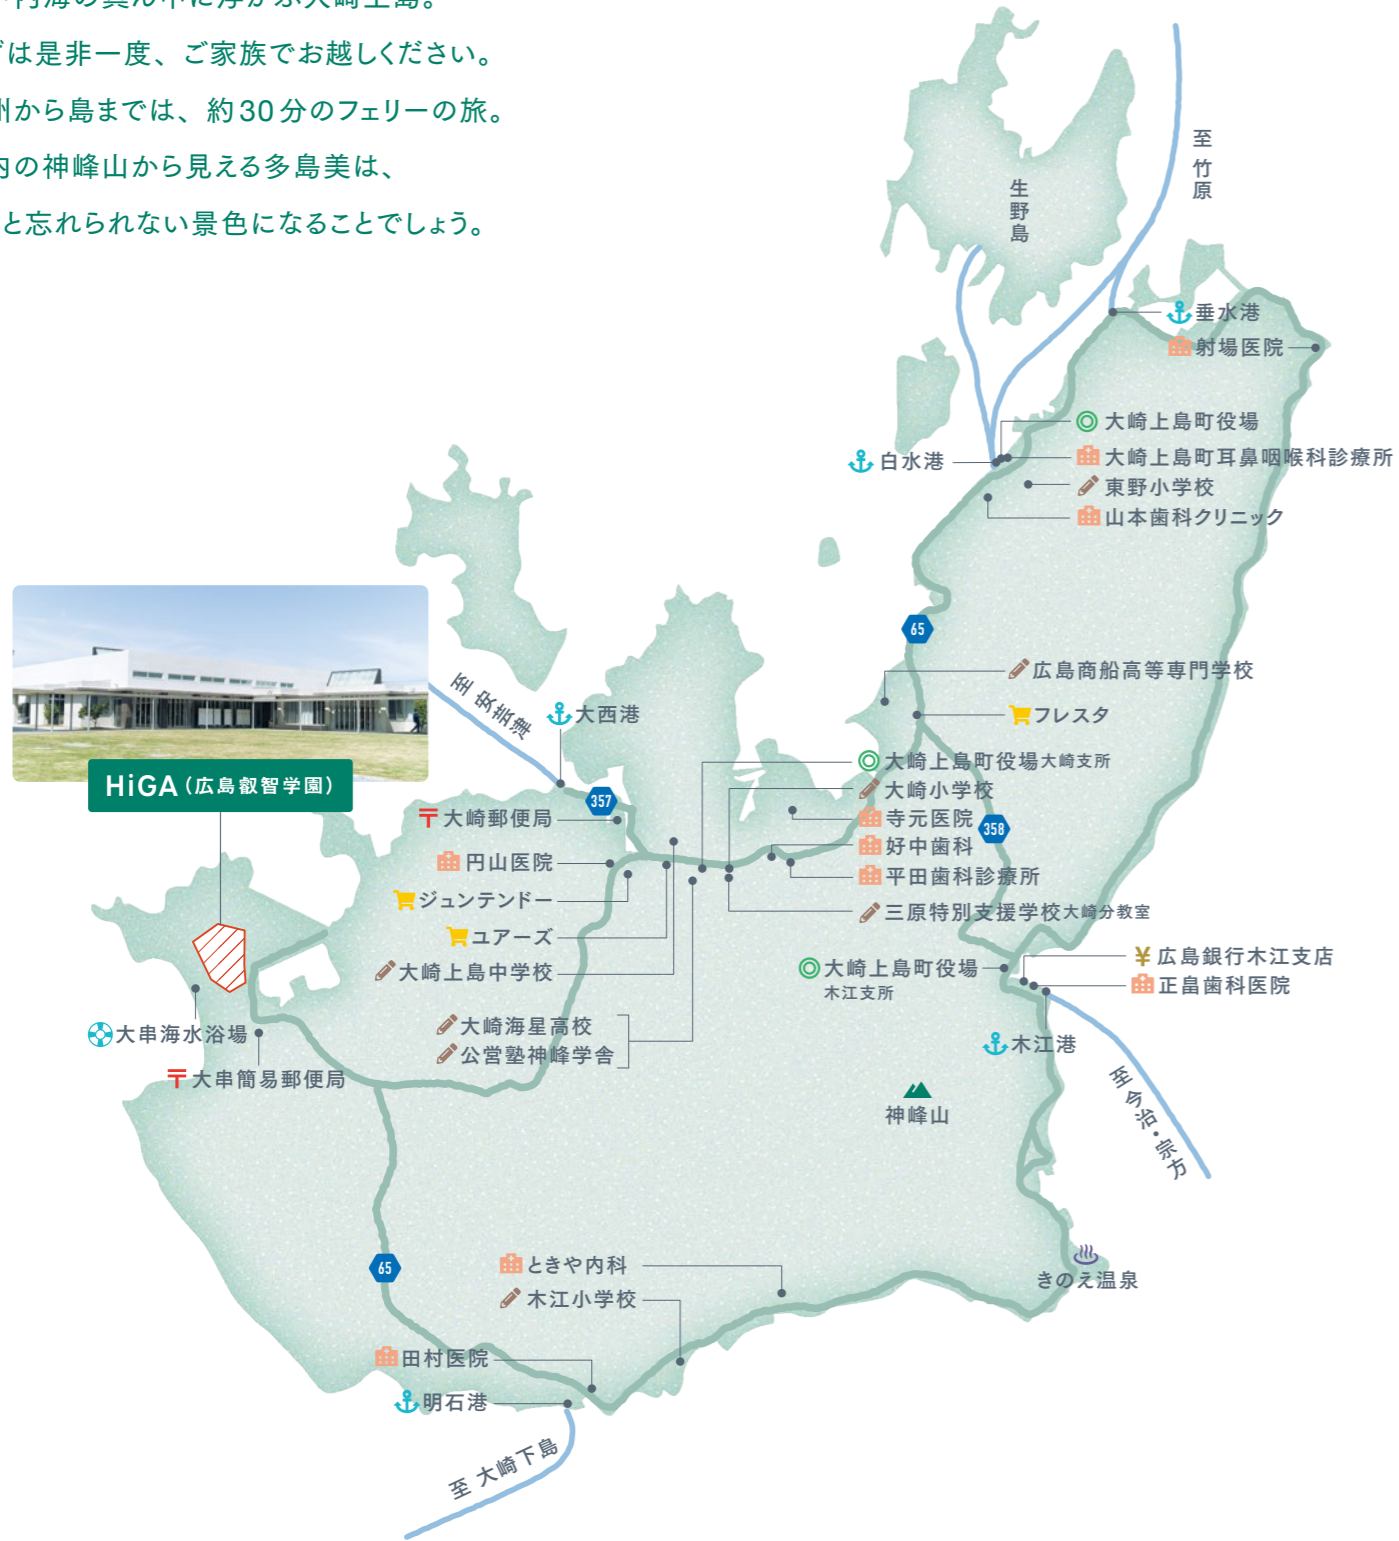 内海の真ん中に浮かぶ大崎上島。
は是非一度、ご家族でお越しください。
から島までは、約30分のフェリーの旅。
内の神峰山から見える多島美は、
と忘れられない景色になることでしょう。
至 竹原
生野島
垂水港
射場医院
大崎上島町役場
白水港
大崎上島町耳鼻咽喉科診療所
東野小学校
山本歯科クリニック
65
広島商船高等専門学校
フレスタ
至 安芸津
大西港
大崎上島町役場大崎支所
HiGA（広島叡智学園）
357
大崎小学校
大崎郵便局
寺元医院
358
好中歯科
円山医院
平田歯科診療所
ジュンテンドー
三原特別支援学校大崎分教室
ユアーズ
大崎上島中学校
大崎上島町役場
木江支所
広島銀行木江支店
正畠歯科医院
大串海水浴場
大崎海星高校
公営塾神峰学舎
木江港
大串簡易郵便局
神峰山
至 今治・宗方
65
ときや内科
きのえ温泉
木江小学校
田村医院
明石港
至 大崎下島